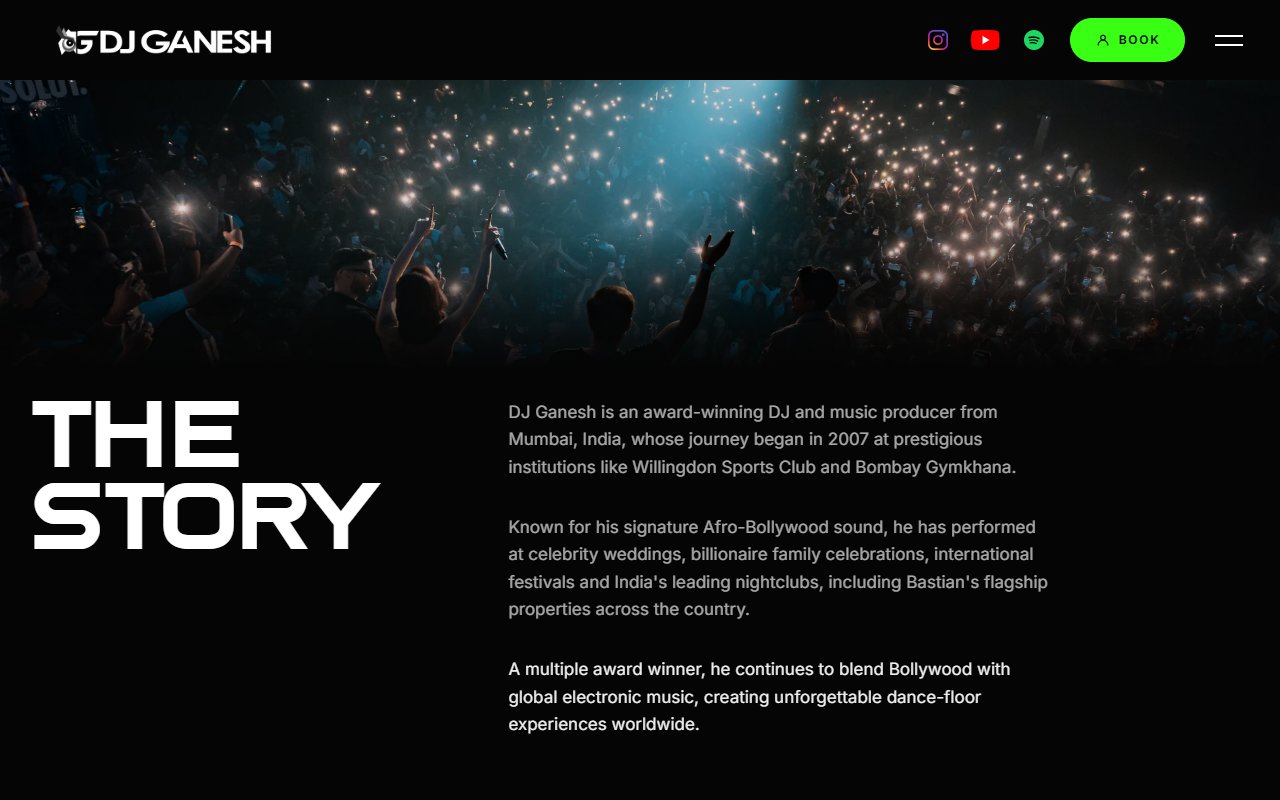 DJ GANESH
BOOK
SOLUT.
THE
STORY
DJ Ganesh is an award-winning DJ and music producer from
Mumbai, India, whose journey began in 2007 at prestigious
institutions like Willingdon Sports Club and Bombay Gymkhana.
Known for his signature Afro-Bollywood sound, he has performed
at celebrity weddings, billionaire family celebrations, international
festivals and India's leading nightclubs, including Bastian's flagship
properties across the country.
A multiple award winner, he continues to blend Bollywood with
global electronic music, creating unforgettable dance-floor
experiences worldwide.